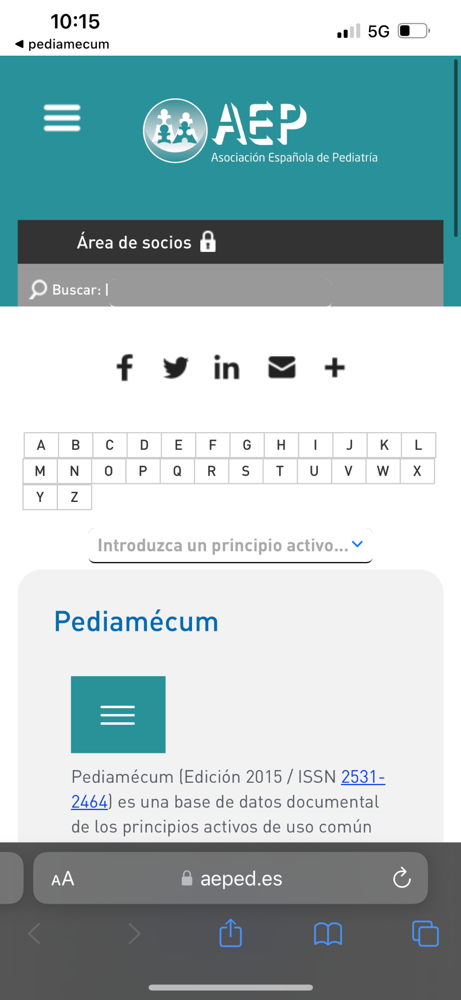 10:15
5G
◀ pediamecum
AEP
Asociación Española de Pediatría
Área de socios
Buscar: |
A B C D E F G H I J K L
M N O P Q R S T U V W X
Y Z
Introduzca un principio activo...
Pediamécum
Pediamécum (Edición 2015 / ISSN 2531-
2464) es una base de datos documental
de los principios activos de uso común
AA aeped.es